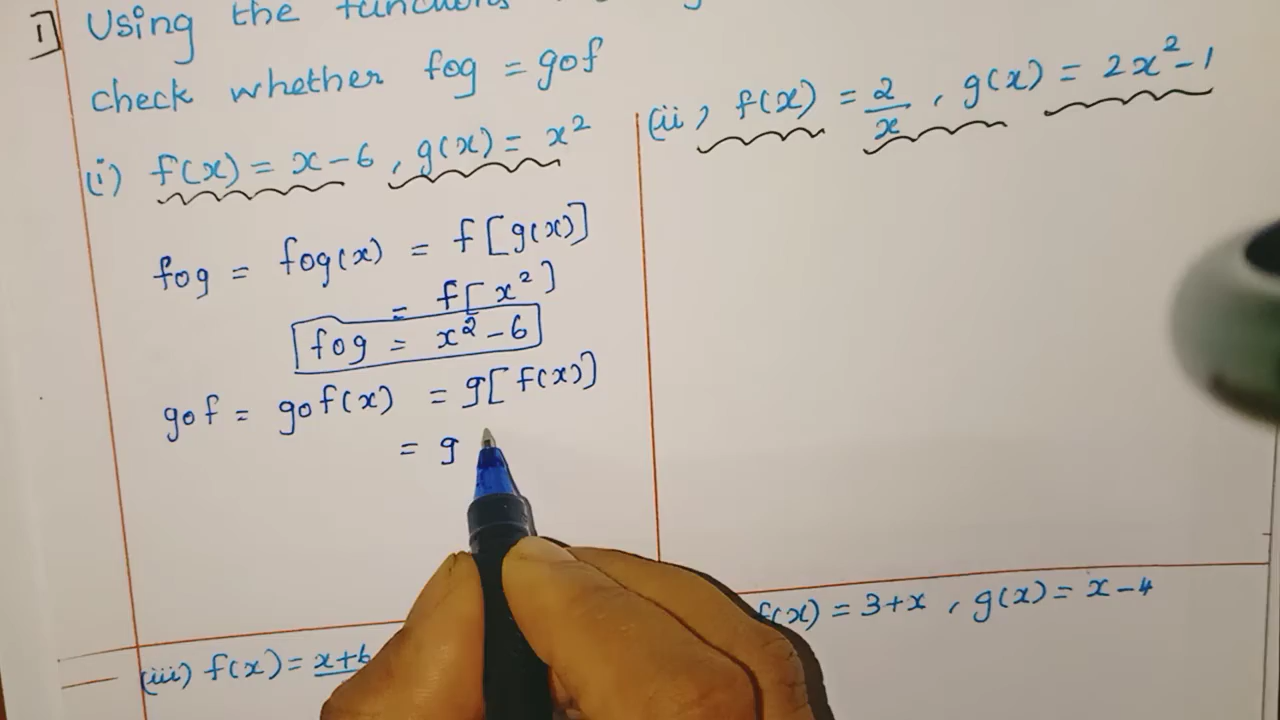 1] Using the functions
check whether fog = gof
(i) f(x) = x-6, g(x) = x²
fog = fog(x) = f[g(x)]
= f[x²]
fog = x²-6
gof = gof(x) = g[f(x)]
= g
(ii) f(x) = 2/x, g(x) = 2x²-1
(iii) f(x) = x+6
f(x) = 3+x, g(x) = x-4